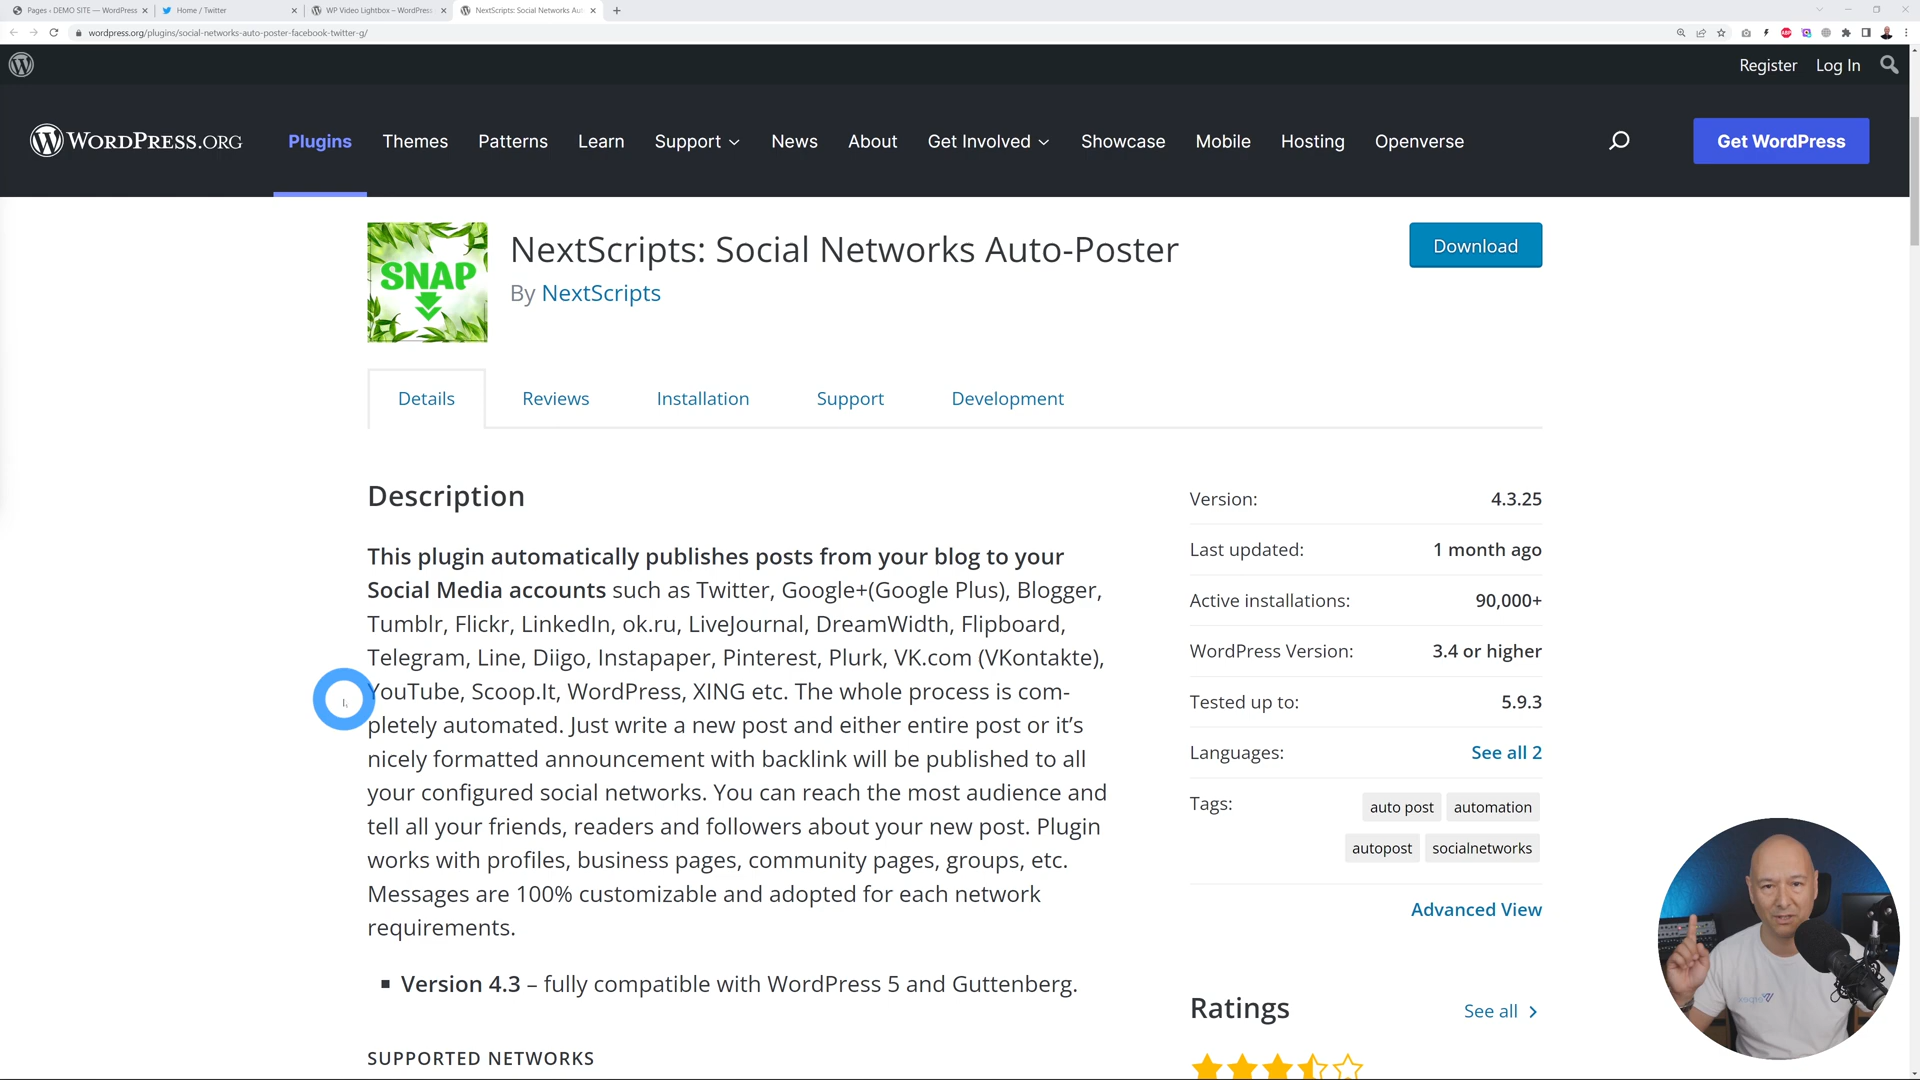 Pages ‹ DEMO SITE — WordPress
Home / Twitter
WP Video Lightbox – WordPress
NextScripts: Social Networks Aut
wordpress.org/plugins/social-networks-auto-poster-facebook-twitter-g/
Register Log In
WORDPRESS.ORG
Plugins Themes Patterns Learn Support News About Get Involved Showcase Mobile Hosting Openverse
Get WordPress
SNAP
NextScripts: Social Networks Auto-Poster
By NextScripts
Download
Details Reviews Installation Support Development
Description
This plugin automatically publishes posts from your blog to your
Social Media accounts such as Twitter, Google+(Google Plus), Blogger,
Tumblr, Flickr, LinkedIn, ok.ru, LiveJournal, DreamWidth, Flipboard,
Telegram, Line, Diigo, Instapaper, Pinterest, Plurk, VK.com (VKontakte),
YouTube, Scoop.It, WordPress, XING etc. The whole process is com-
pletely automated. Just write a new post and either entire post or it’s
nicely formatted announcement with backlink will be published to all
your configured social networks. You can reach the most audience and
tell all your friends, readers and followers about your new post. Plugin
works with profiles, business pages, community pages, groups, etc.
Messages are 100% customizable and adopted for each network
requirements.
■ Version 4.3 – fully compatible with WordPress 5 and Guttenberg.
SUPPORTED NETWORKS
Version: 4.3.25
Last updated: 1 month ago
Active installations: 90,000+
WordPress Version: 3.4 or higher
Tested up to: 5.9.3
Languages: See all 2
Tags: auto post automation
autopost socialnetworks
Advanced View
Ratings See all